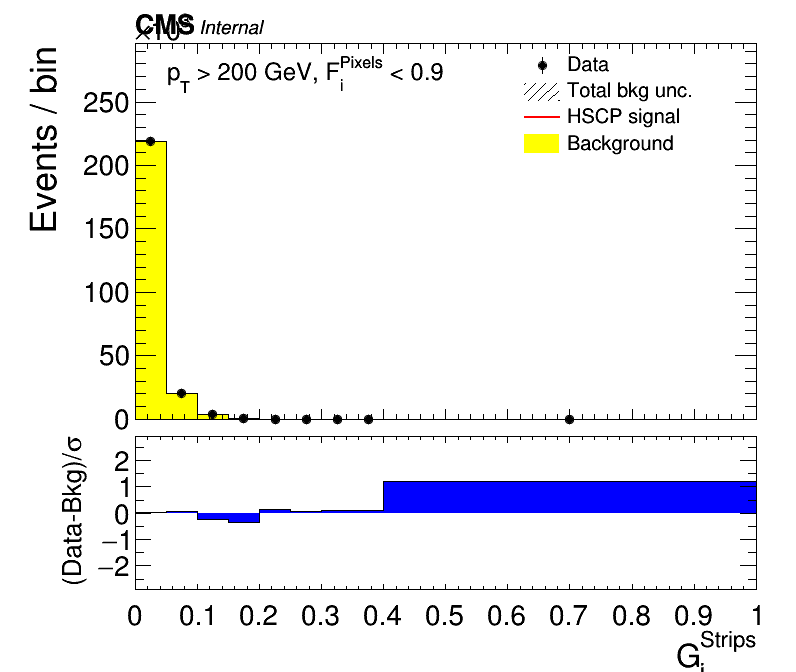 CMS Internal
×10³
Events / bin
p_T > 200 GeV, F_i^Pixels < 0.9
Data
Total bkg unc.
HSCP signal
Background
250
200
150
100
50
0
(Data-Bkg)/σ
2
1
0
−1
−2
0 0.1 0.2 0.3 0.4 0.5 0.6 0.7 0.8 0.9 1
G_i^Strips